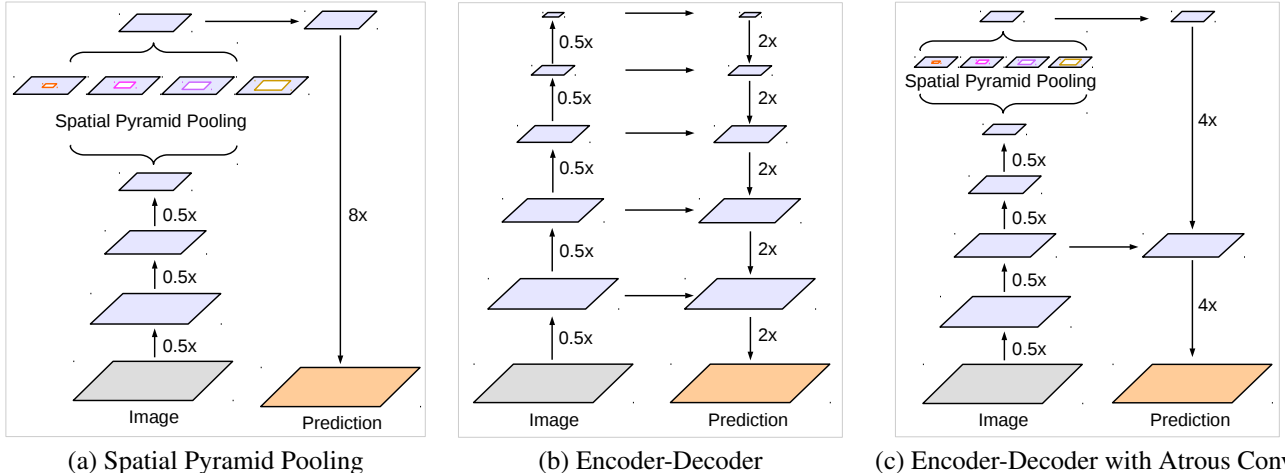 Spatial Pyramid Pooling
8x
0.5x
0.5x
0.5x
Image
Prediction
(a) Spatial Pyramid Pooling
0.5x
2x
0.5x
2x
0.5x
2x
0.5x
2x
0.5x
2x
Image
Prediction
(b) Encoder-Decoder
Spatial Pyramid Pooling
4x
0.5x
0.5x
0.5x
4x
0.5x
Image
Prediction
(c) Encoder-Decoder with Atrous Conv